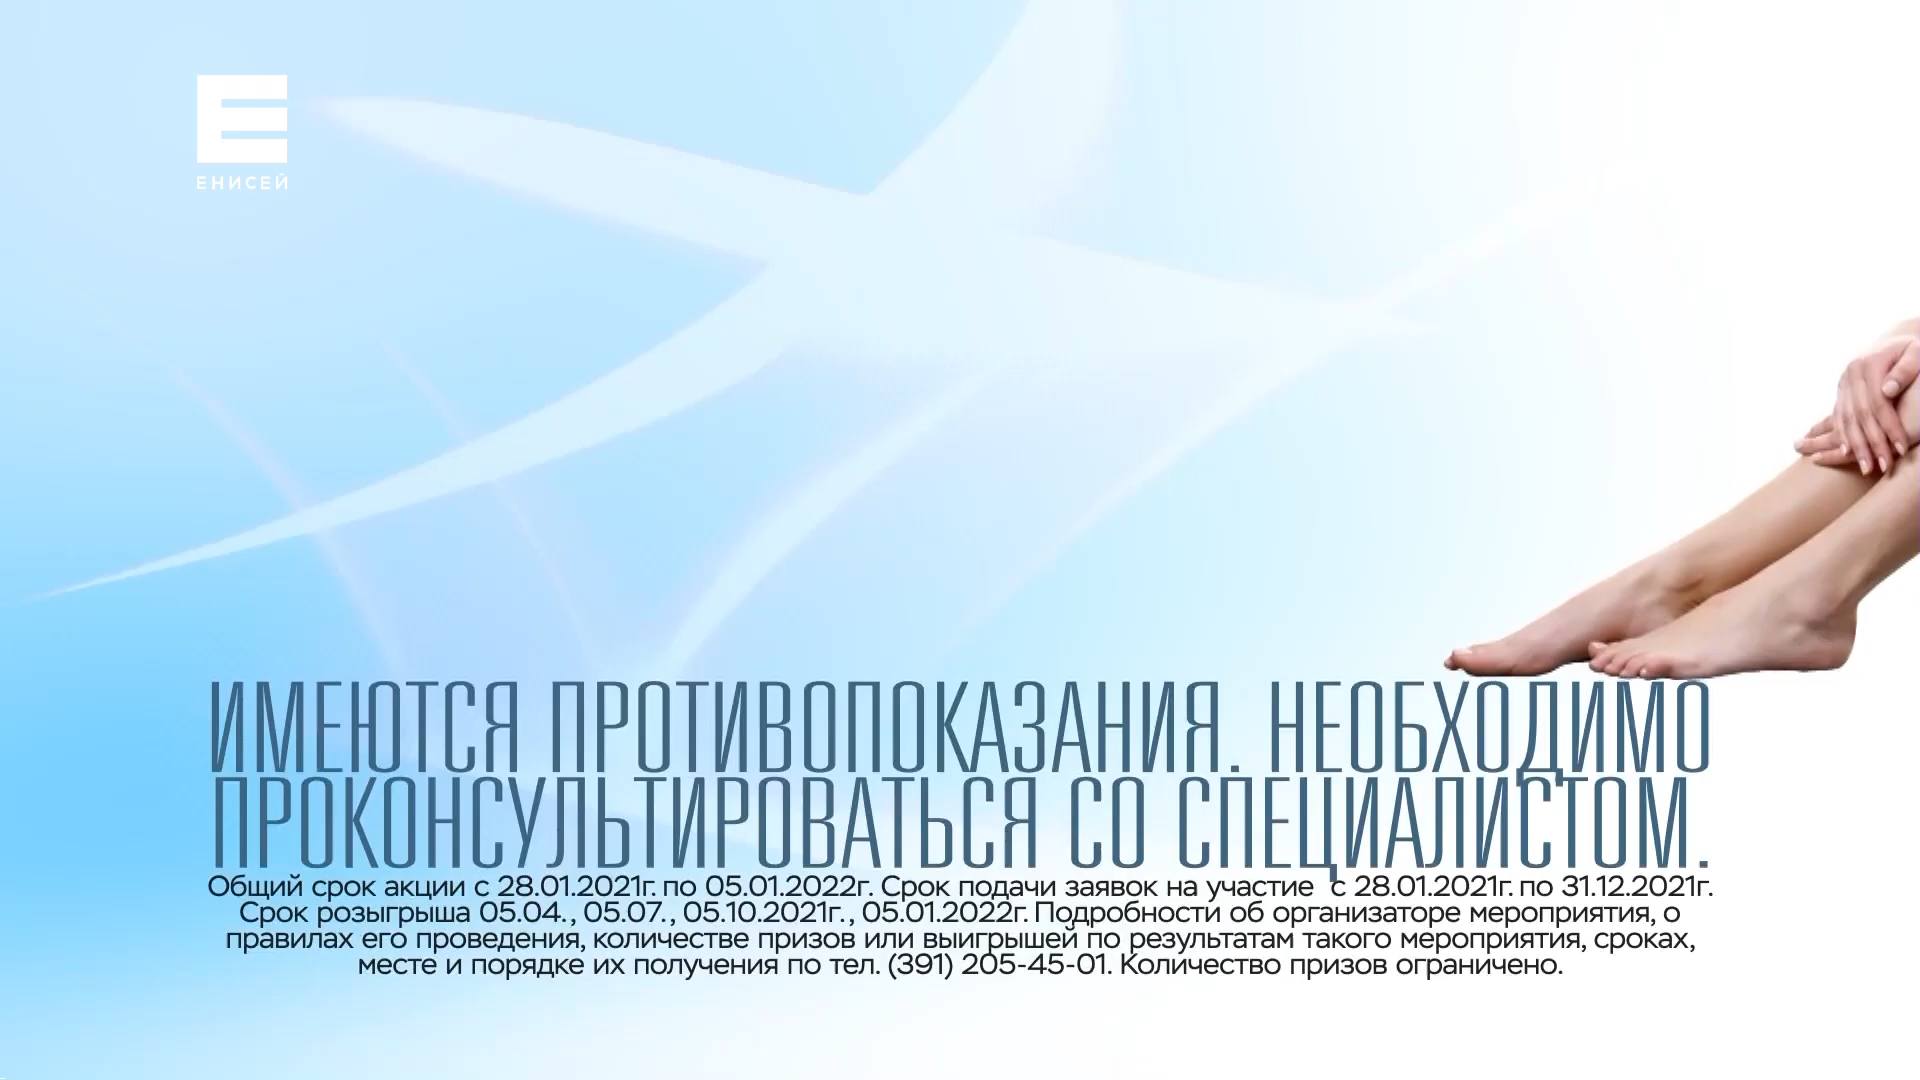 Е
ЕНИСЕЙ
ИМЕЮТСЯ ПРОТИВОПОКАЗАНИЯ. НЕОБХОДИМО
ПРОКОНСУЛЬТИРОВАТЬСЯ СО СПЕЦИАЛИСТОМ.
Общий срок акции с 28.01.2021г. по 05.01.2022г. Срок подачи заявок на участие с 28.01.2021г. по 31.12.2021г.
Срок розыгрыша 05.04., 05.07., 05.10.2021г., 05.01.2022г. Подробности об организаторе мероприятия, о
правилах его проведения, количестве призов или выигрышей по результатам такого мероприятия, сроках,
месте и порядке их получения по тел. (391) 205-45-01. Количество призов ограничено.